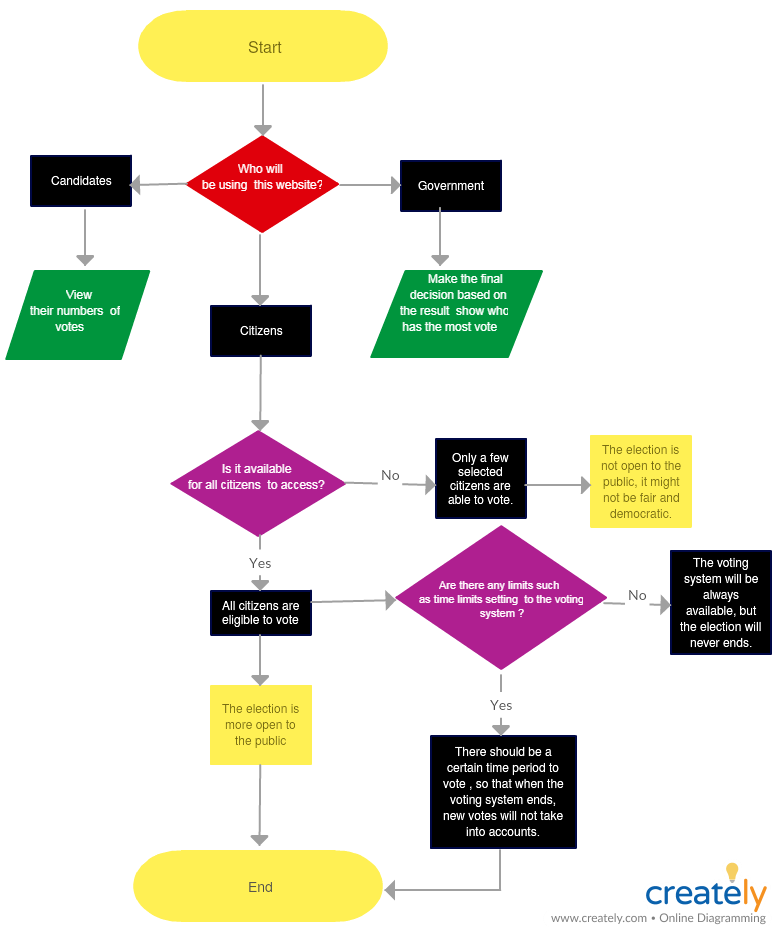 Start
Who will
be using this website?
Candidates
Government
View
their numbers of
votes
Make the final
decision based on
the result show who
has the most vote
Citizens
Is it available
for all citizens to access?
No
Only a few
selected
citizens are
able to vote.
The election is
not open to the
public, it might
not be fair and
democratic.
Yes
All citizens are
eligible to vote
Are there any limits such
as time limits setting to the voting
system ?
No
The voting
system will be
always
available, but
the election will
never ends.
The election is
more open to
the public
Yes
There should be a
certain time period to
vote , so that when the
voting system ends,
new votes will not take
into accounts.
End
creately
www.creately.com • Online Diagramming